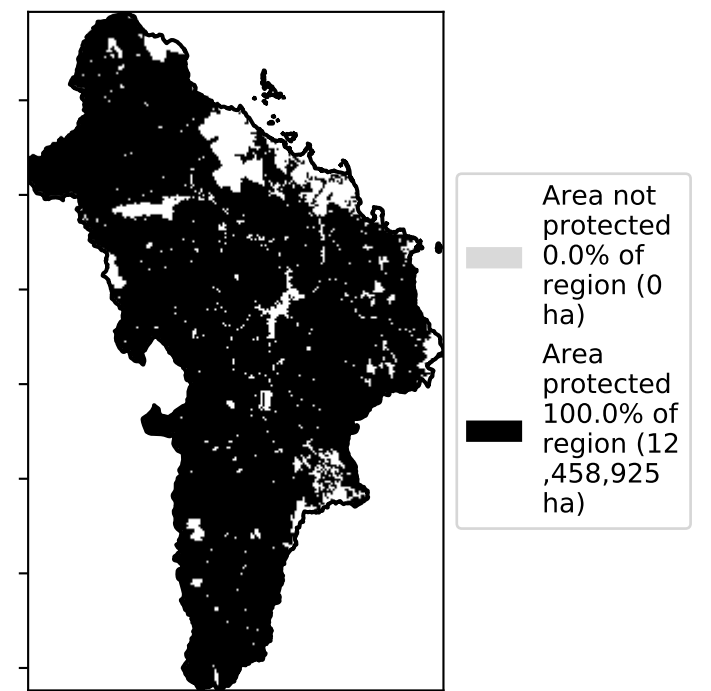 Area not
protected
0.0% of
region (0
ha)
Area
protected
100.0% of
region (12
,458,925
ha)